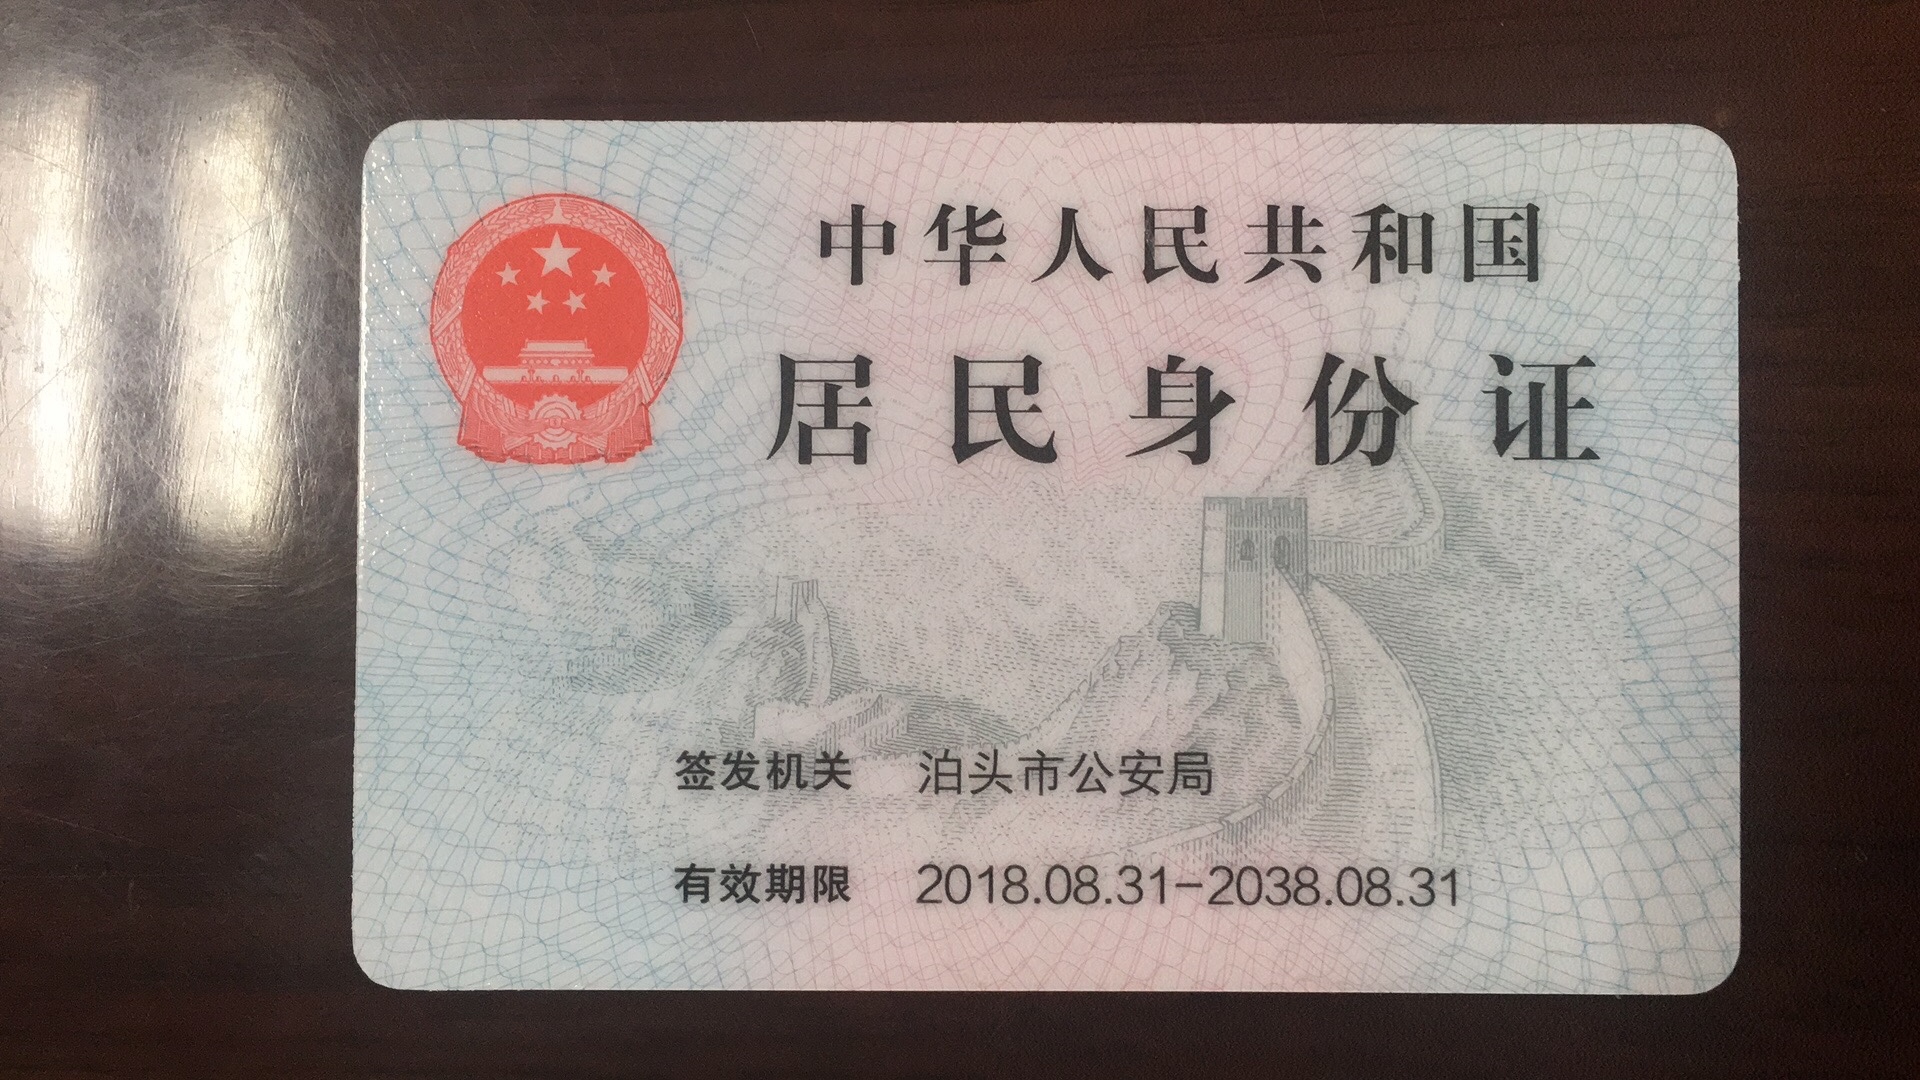 中华人民共和国
居民身份证
签发机关 泊头市公安局
有效期限 2018.08.31-2038.08.31